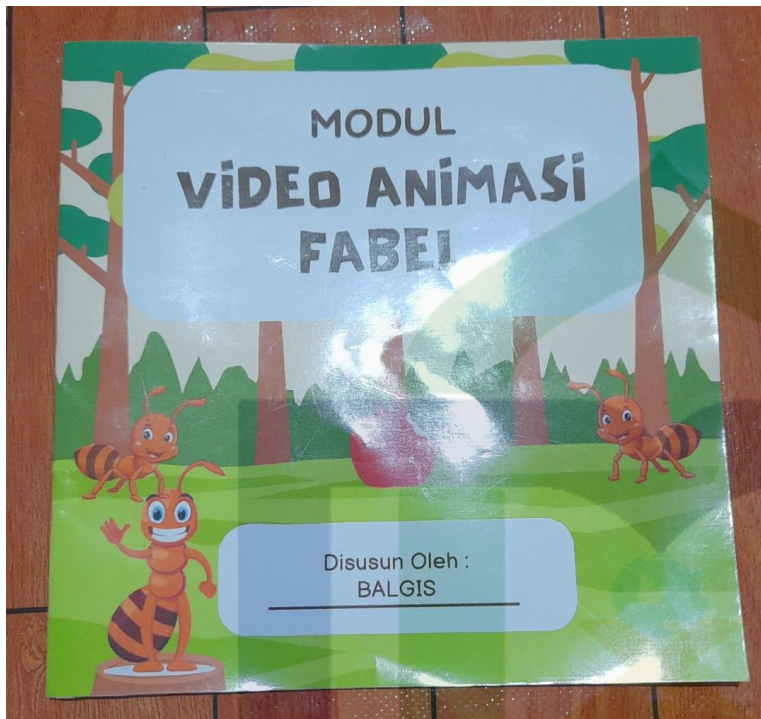 MODUL
VIDEO ANIMASI
FABEL
Disusun Oleh :
BALGIS